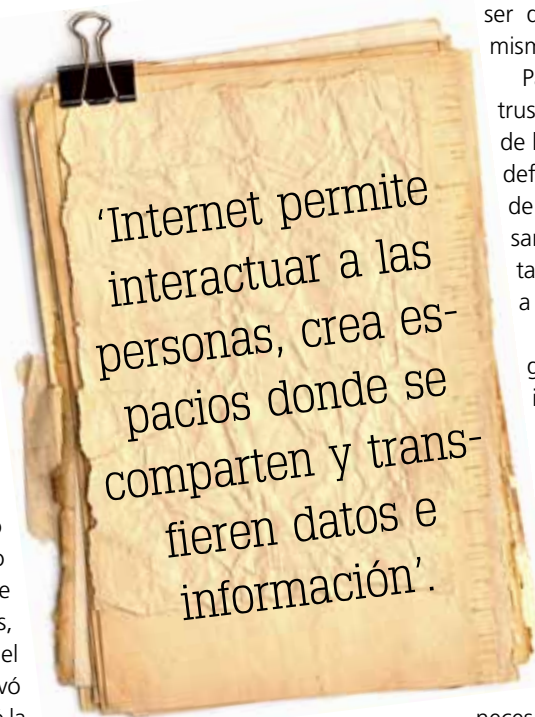 ‘Internet permite
interactuar a las
personas, crea es-
pacios donde se
comparten y trans-
fieren datos e
información’.